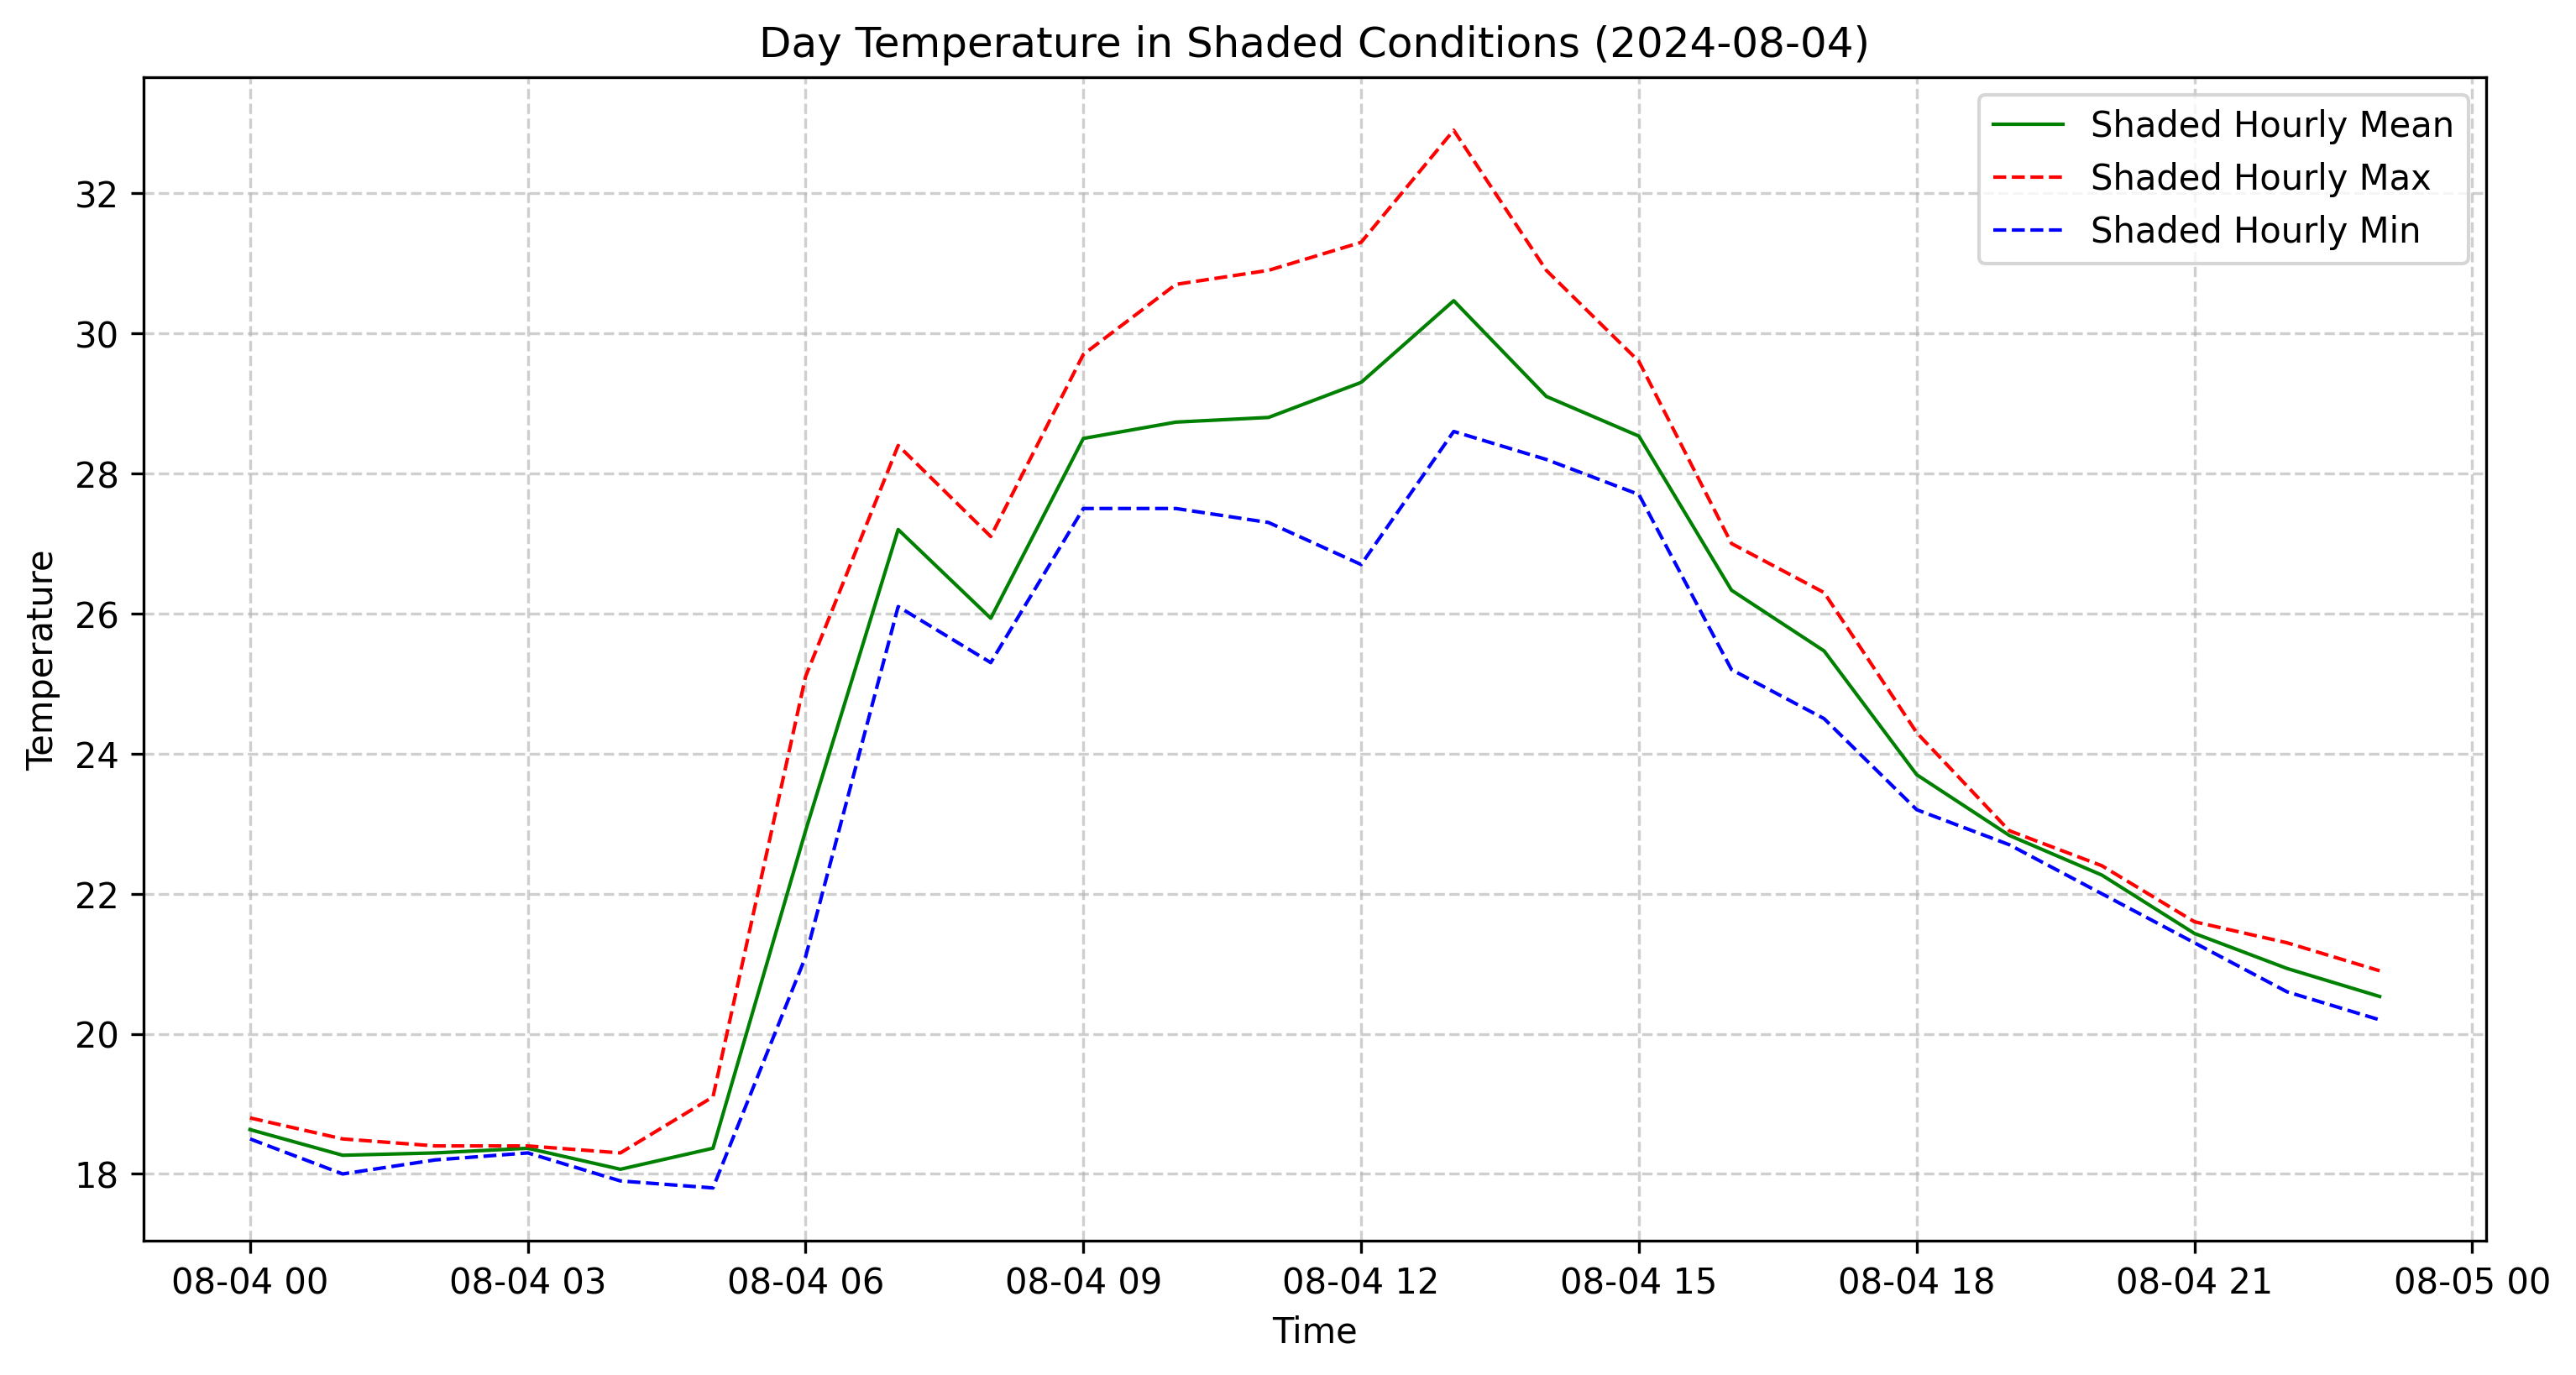 Day Temperature in Shaded Conditions (2024-08-04)
Shaded Hourly Mean
Shaded Hourly Max
Shaded Hourly Min
Temperature
32
30
28
26
24
22
20
18
08-04 00
08-04 03
08-04 06
08-04 09
08-04 12
08-04 15
08-04 18
08-04 21
08-05 00
Time